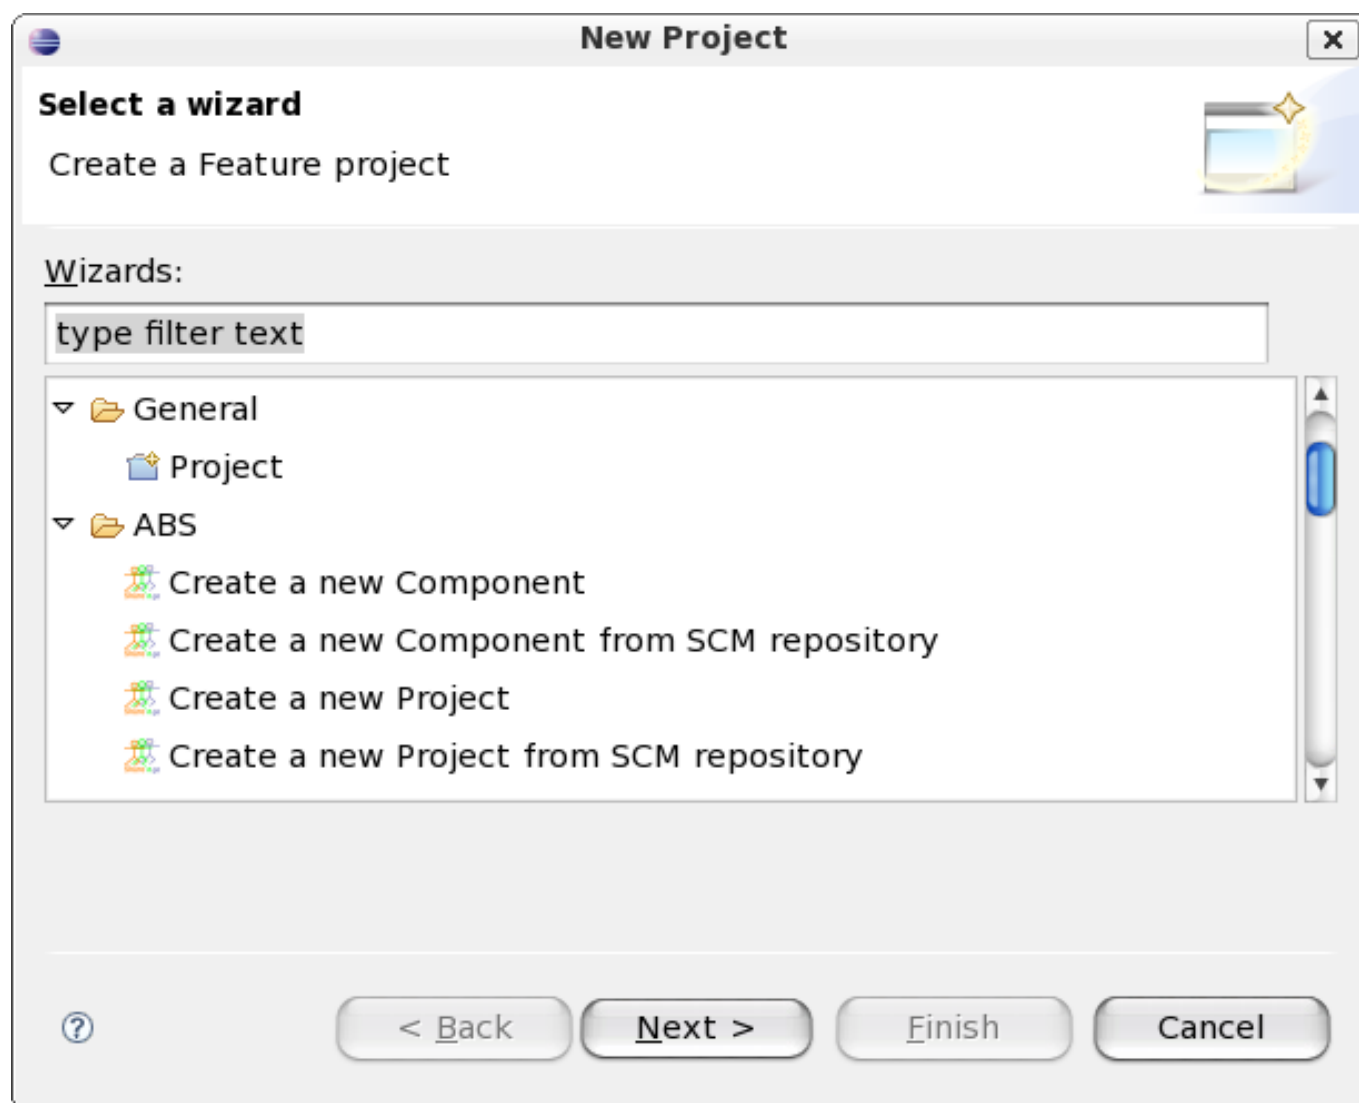 New Project
Select a wizard
Create a Feature project
Wizards:
type filter text
General
Project
ABS
Create a new Component
Create a new Component from SCM repository
Create a new Project
Create a new Project from SCM repository
< Back
Next >
Finish
Cancel